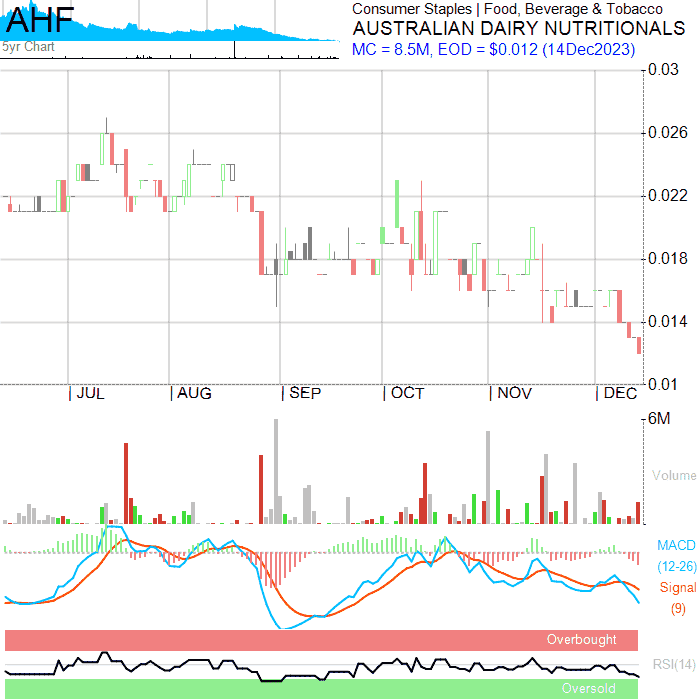 AHF
5yr Chart
Consumer Staples | Food, Beverage & Tobacco
AUSTRALIAN DAIRY NUTRITIONALS
MC = 8.5M, EOD = $0.012 (14Dec2023)
0.03
0.026
0.022
0.018
0.014
0.01
JUL AUG SEP OCT NOV DEC
6M
Volume
MACD
(12-26)
Signal
(9)
Overbought
RSI(14)
Oversold